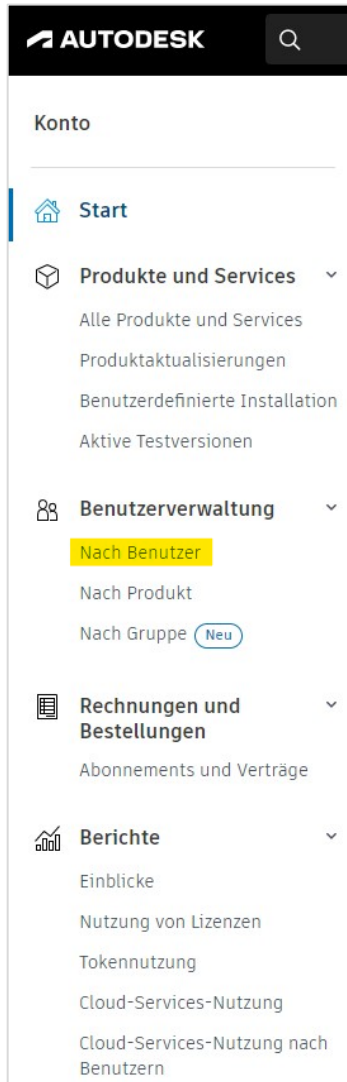 AUTODESK
Konto
Start
Produkte und Services
Alle Produkte und Services
Produktaktualisierungen
Benutzerdefinierte Installation
Aktive Testversionen
Benutzerverwaltung
Nach Benutzer
Nach Produkt
Nach Gruppe Neu
Rechnungen und
Bestellungen
Abonnements und Verträge
Berichte
Einblicke
Nutzung von Lizenzen
Tokennutzung
Cloud-Services-Nutzung
Cloud-Services-Nutzung nach
Benutzern